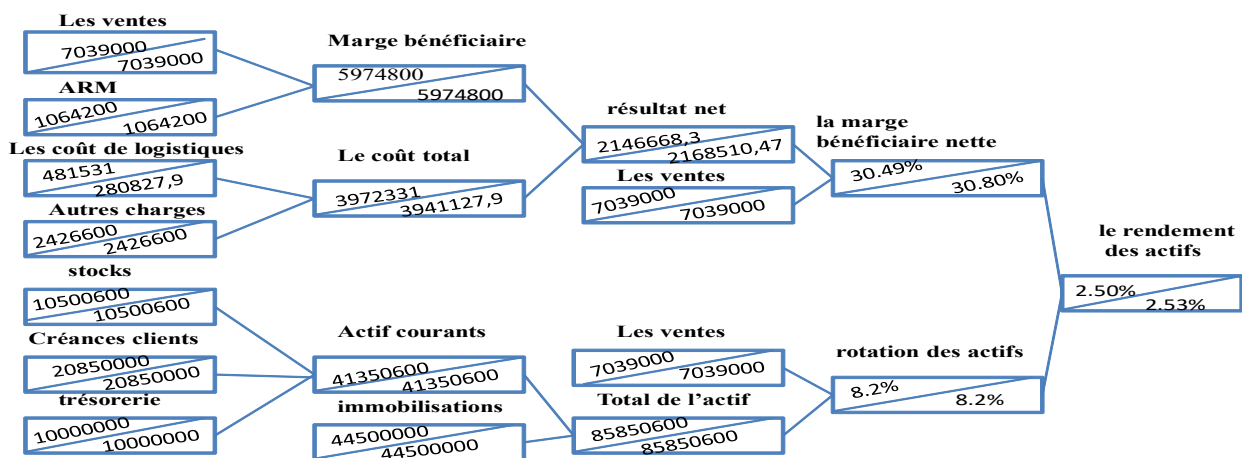 Les ventes
7039000
7039000
ARM
1064200
1064200
Marge bénéficiaire
5974800
5974800
Les coût de logistiques
481531
280827,9
Autres charges
2426600
2426600
Le coût total
3972331
3941127,9
résultat net
2146668,3
2168510,47
Les ventes
7039000
7039000
la marge
bénéficiaire nette
30.49%
30.80%
stocks
10500600
10500600
Créances clients
20850000
20850000
trésorerie
10000000
10000000
Actif courants
41350600
41350600
immobilisations
44500000
44500000
Les ventes
7039000
7039000
Total de l’actif
85850600
85850600
rotation des actifs
8.2%
8.2%
le rendement
des actifs
2.50%
2.53%